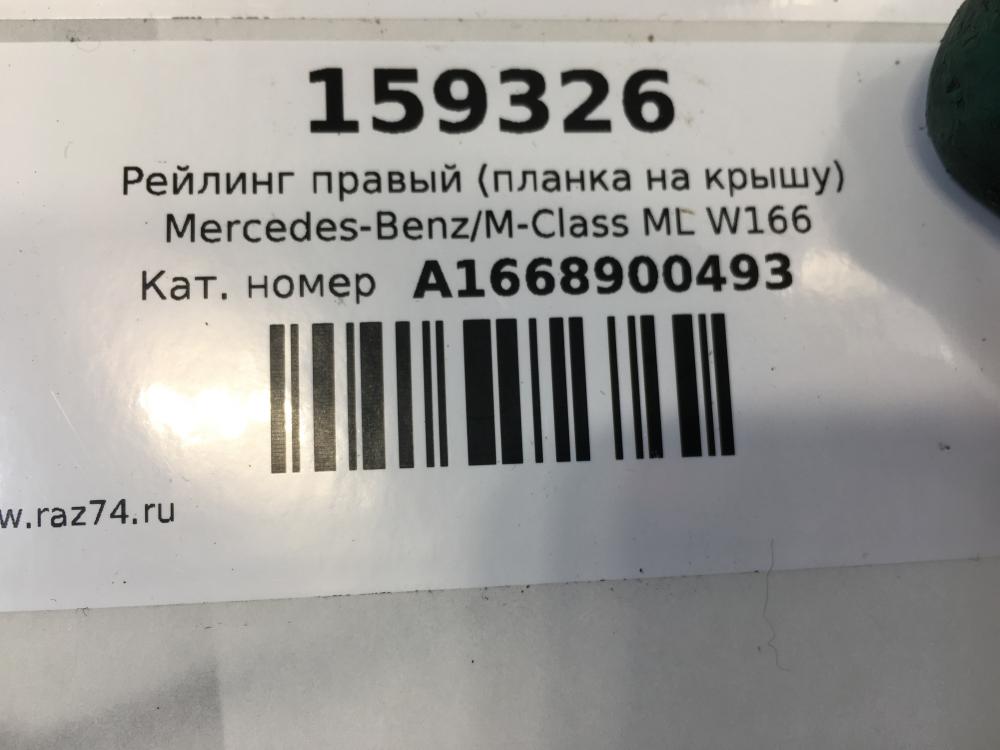 159326
Рейлинг правый (планка на крышу)
Mercedes-Benz/M-Class ML W166
Кат. номер A1668900493
w.raz74.ru